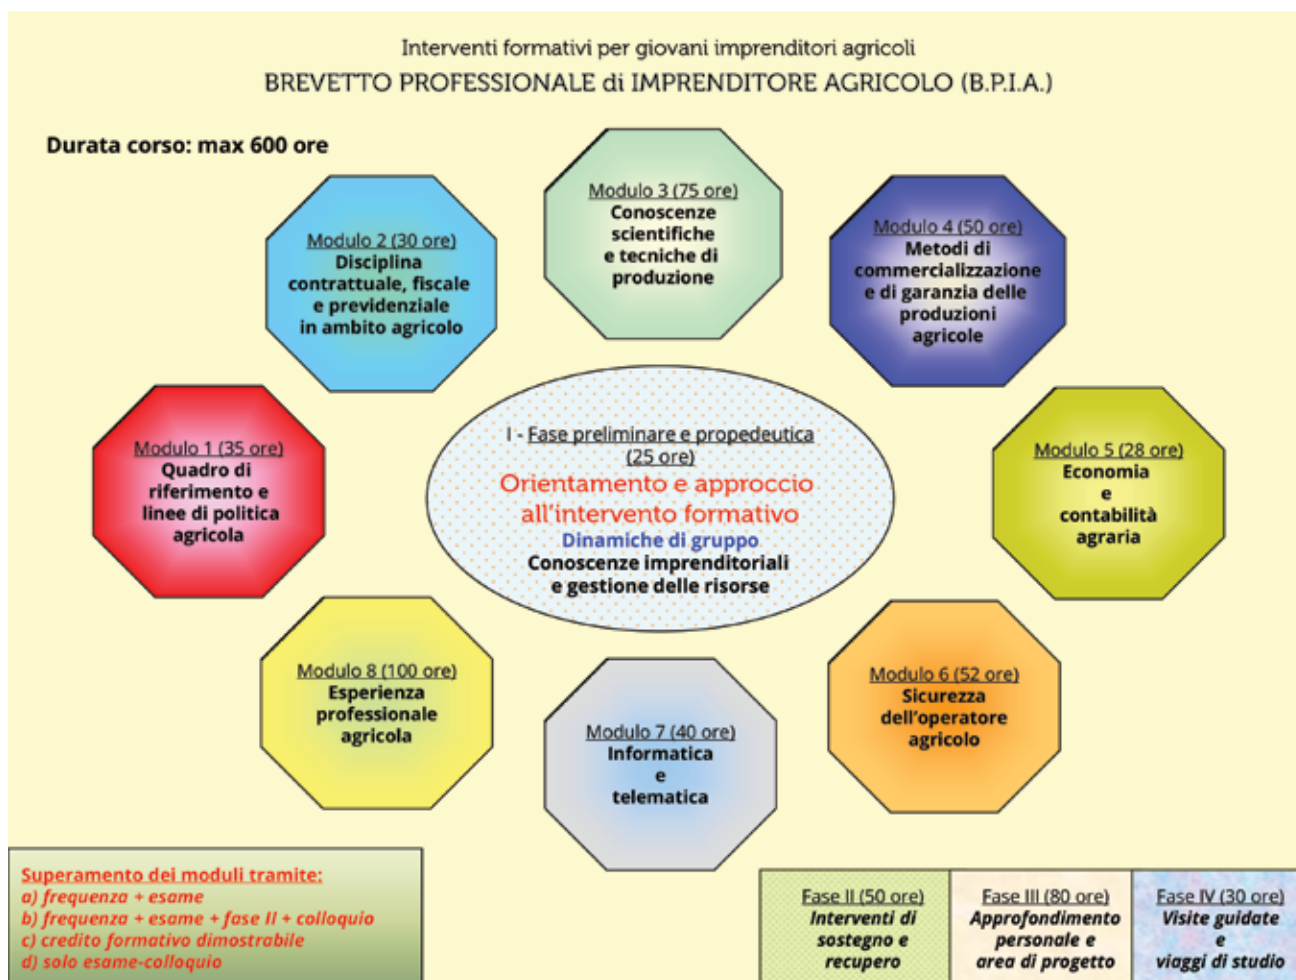 Interventi formativi per giovani imprenditori agricoli
BREVETTO PROFESSIONALE di IMPRENDITORE AGRICOLO (B.P.I.A.)
Durata corso: max 600 ore
Modulo 1 (35 ore)
Quadro di
riferimento e
linee di politica
agricola
Modulo 2 (30 ore)
Disciplina
contrattuale, fiscale
e previdenziale
in ambito agricolo
Modulo 3 (75 ore)
Conoscenze
scientifiche
e tecniche di
produzione
Modulo 4 (50 ore)
Metodi di
commercializzazione
e di garanzia delle
produzioni
agricole
Modulo 5 (28 ore)
Economia
e
contabilità
agraria
Modulo 6 (52 ore)
Sicurezza
dell'operatore
agricolo
Modulo 7 (40 ore)
Informatica
e
telematica
Modulo 8 (100 ore)
Esperienza
professionale
agricola
I - Fase preliminare e propedeutica
(25 ore)
Orientamento e approccio
all'intervento formativo
Dinamiche di gruppo
Conoscenze imprenditoriali
e gestione delle risorse
Superamento dei moduli tramite:
a) frequenza + esame
b) frequenza + esame + fase II + colloquio
c) credito formativo dimostrabile
d) solo esame-colloquio
Fase II (50 ore)
Interventi di
sostegno e
recupero
Fase III (80 ore)
Approfondimento
personale e
area di progetto
Fase IV (30 ore)
Visite guidate
e
viaggi di studio